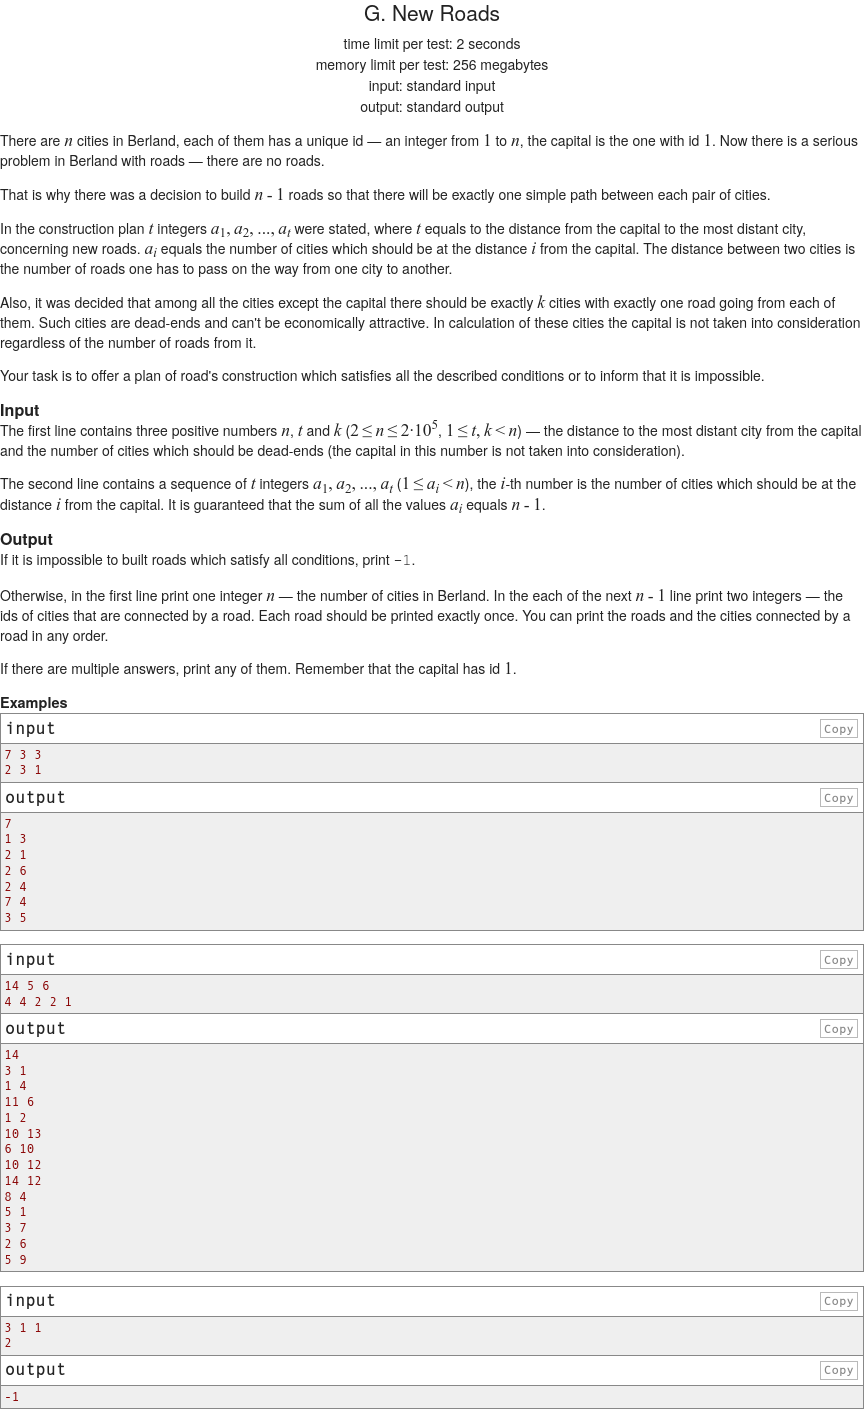 G. New Roads
time limit per test: 2 seconds
memory limit per test: 256 megabytes
input: standard input
output: standard output
There are n cities in Berland, each of them has a unique id — an integer from 1 to n, the capital is the one with id 1. Now there is a serious
problem in Berland with roads — there are no roads.
That is why there was a decision to build n - 1 roads so that there will be exactly one simple path between each pair of cities.
In the construction plan t integers a1, a2, ..., at were stated, where t equals to the distance from the capital to the most distant city,
concerning new roads. ai equals the number of cities which should be at the distance i from the capital. The distance between two cities is
the number of roads one has to pass on the way from one city to another.
Also, it was decided that among all the cities except the capital there should be exactly k cities with exactly one road going from each of
them. Such cities are dead-ends and can't be economically attractive. In calculation of these cities the capital is not taken into consideration
regardless of the number of roads from it.
Your task is to offer a plan of road's construction which satisfies all the described conditions or to inform that it is impossible.
Input
The first line contains three positive numbers n, t and k (2 ≤ n ≤ 2·10^5, 1 ≤ t, k < n) — the distance to the most distant city from the capital
and the number of cities which should be dead-ends (the capital in this number is not taken into consideration).
The second line contains a sequence of t integers a1, a2, ..., at (1 ≤ ai < n), the i-th number is the number of cities which should be at the
distance i from the capital. It is guaranteed that the sum of all the values ai equals n - 1.
Output
If it is impossible to built roads which satisfy all conditions, print -1.
Otherwise, in the first line print one integer n — the number of cities in Berland. In the each of the next n - 1 line print two integers — the
ids of cities that are connected by a road. Each road should be printed exactly once. You can print the roads and the cities connected by a
road in any order.
If there are multiple answers, print any of them. Remember that the capital has id 1.
Examples
input Copy
7 3 3
2 3 1
output Copy
7
1 3
2 1
2 6
2 4
7 4
3 5
input Copy
14 5 6
4 4 2 2 1
output Copy
14
3 1
1 4
11 6
1 2
10 13
6 10
10 12
14 12
8 4
5 1
3 7
2 6
5 9
input Copy
3 1 1
2
output Copy
-1